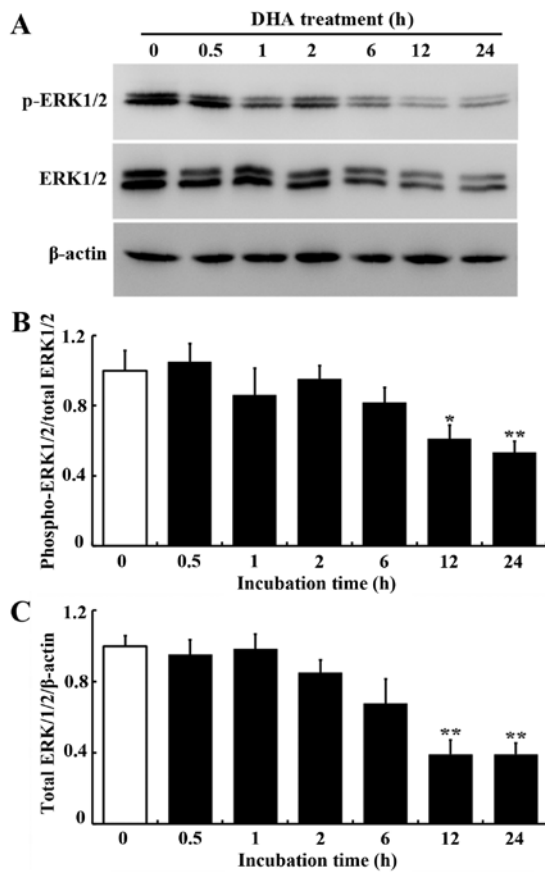 A
DHA treatment (h)
0 0.5 1 2 6 12 24
p-ERK1/2
ERK1/2
β-actin
B
Phospho-ERK1/2/total ERK1/2
1.2
0.8
0.4
0
* **
0 0.5 1 2 6 12 24
Incubation time (h)
C
Total ERK/1/2/β-actin
1.2
0.8
0.4
0
** **
0 0.5 1 2 6 12 24
Incubation time (h)